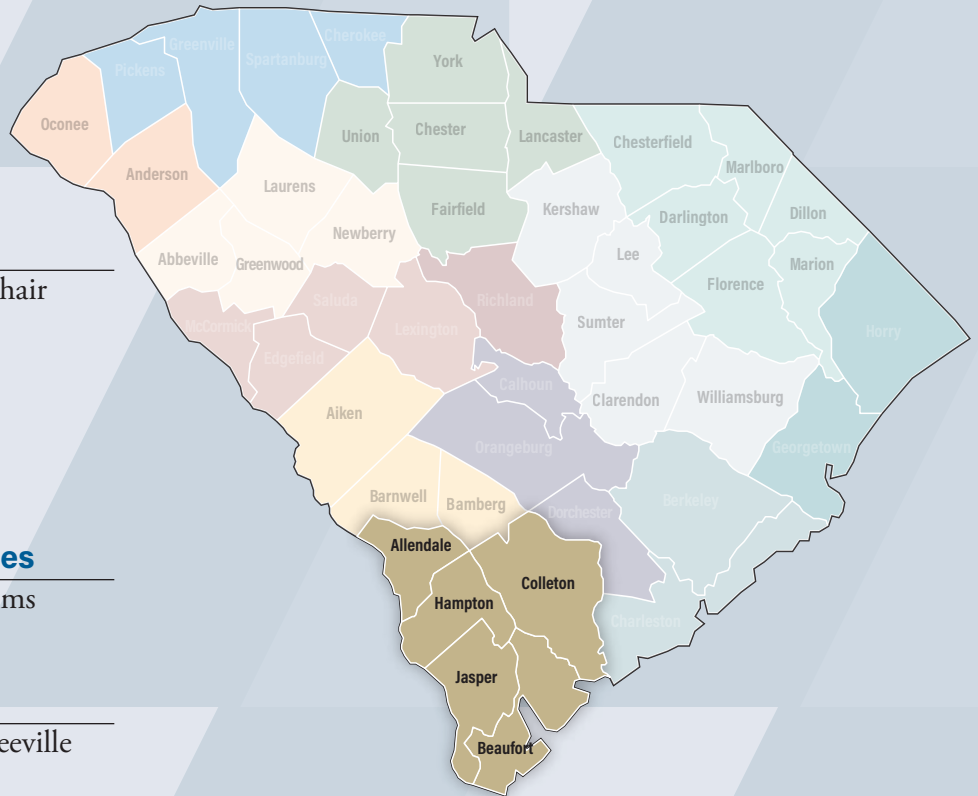 hair
es
ms
eeville
Cherokee
Greenville
Spartanburg
Pickens
York
Oconee
Union
Chester
Lancaster
Chesterfield
Marlboro
Anderson
Laurens
Fairfield
Kershaw
Darlington
Dillon
Newberry
Abbeville
Greenwood
Lee
Marion
Florence
Saluda
Richland
McCormick
Lexington
Sumter
Horry
Edgefield
Calhoun
Clarendon
Williamsburg
Aiken
Orangeburg
Georgetown
Barnwell
Bamberg
Berkeley
Dorchester
Allendale
Colleton
Hampton
Charleston
Jasper
Beaufort